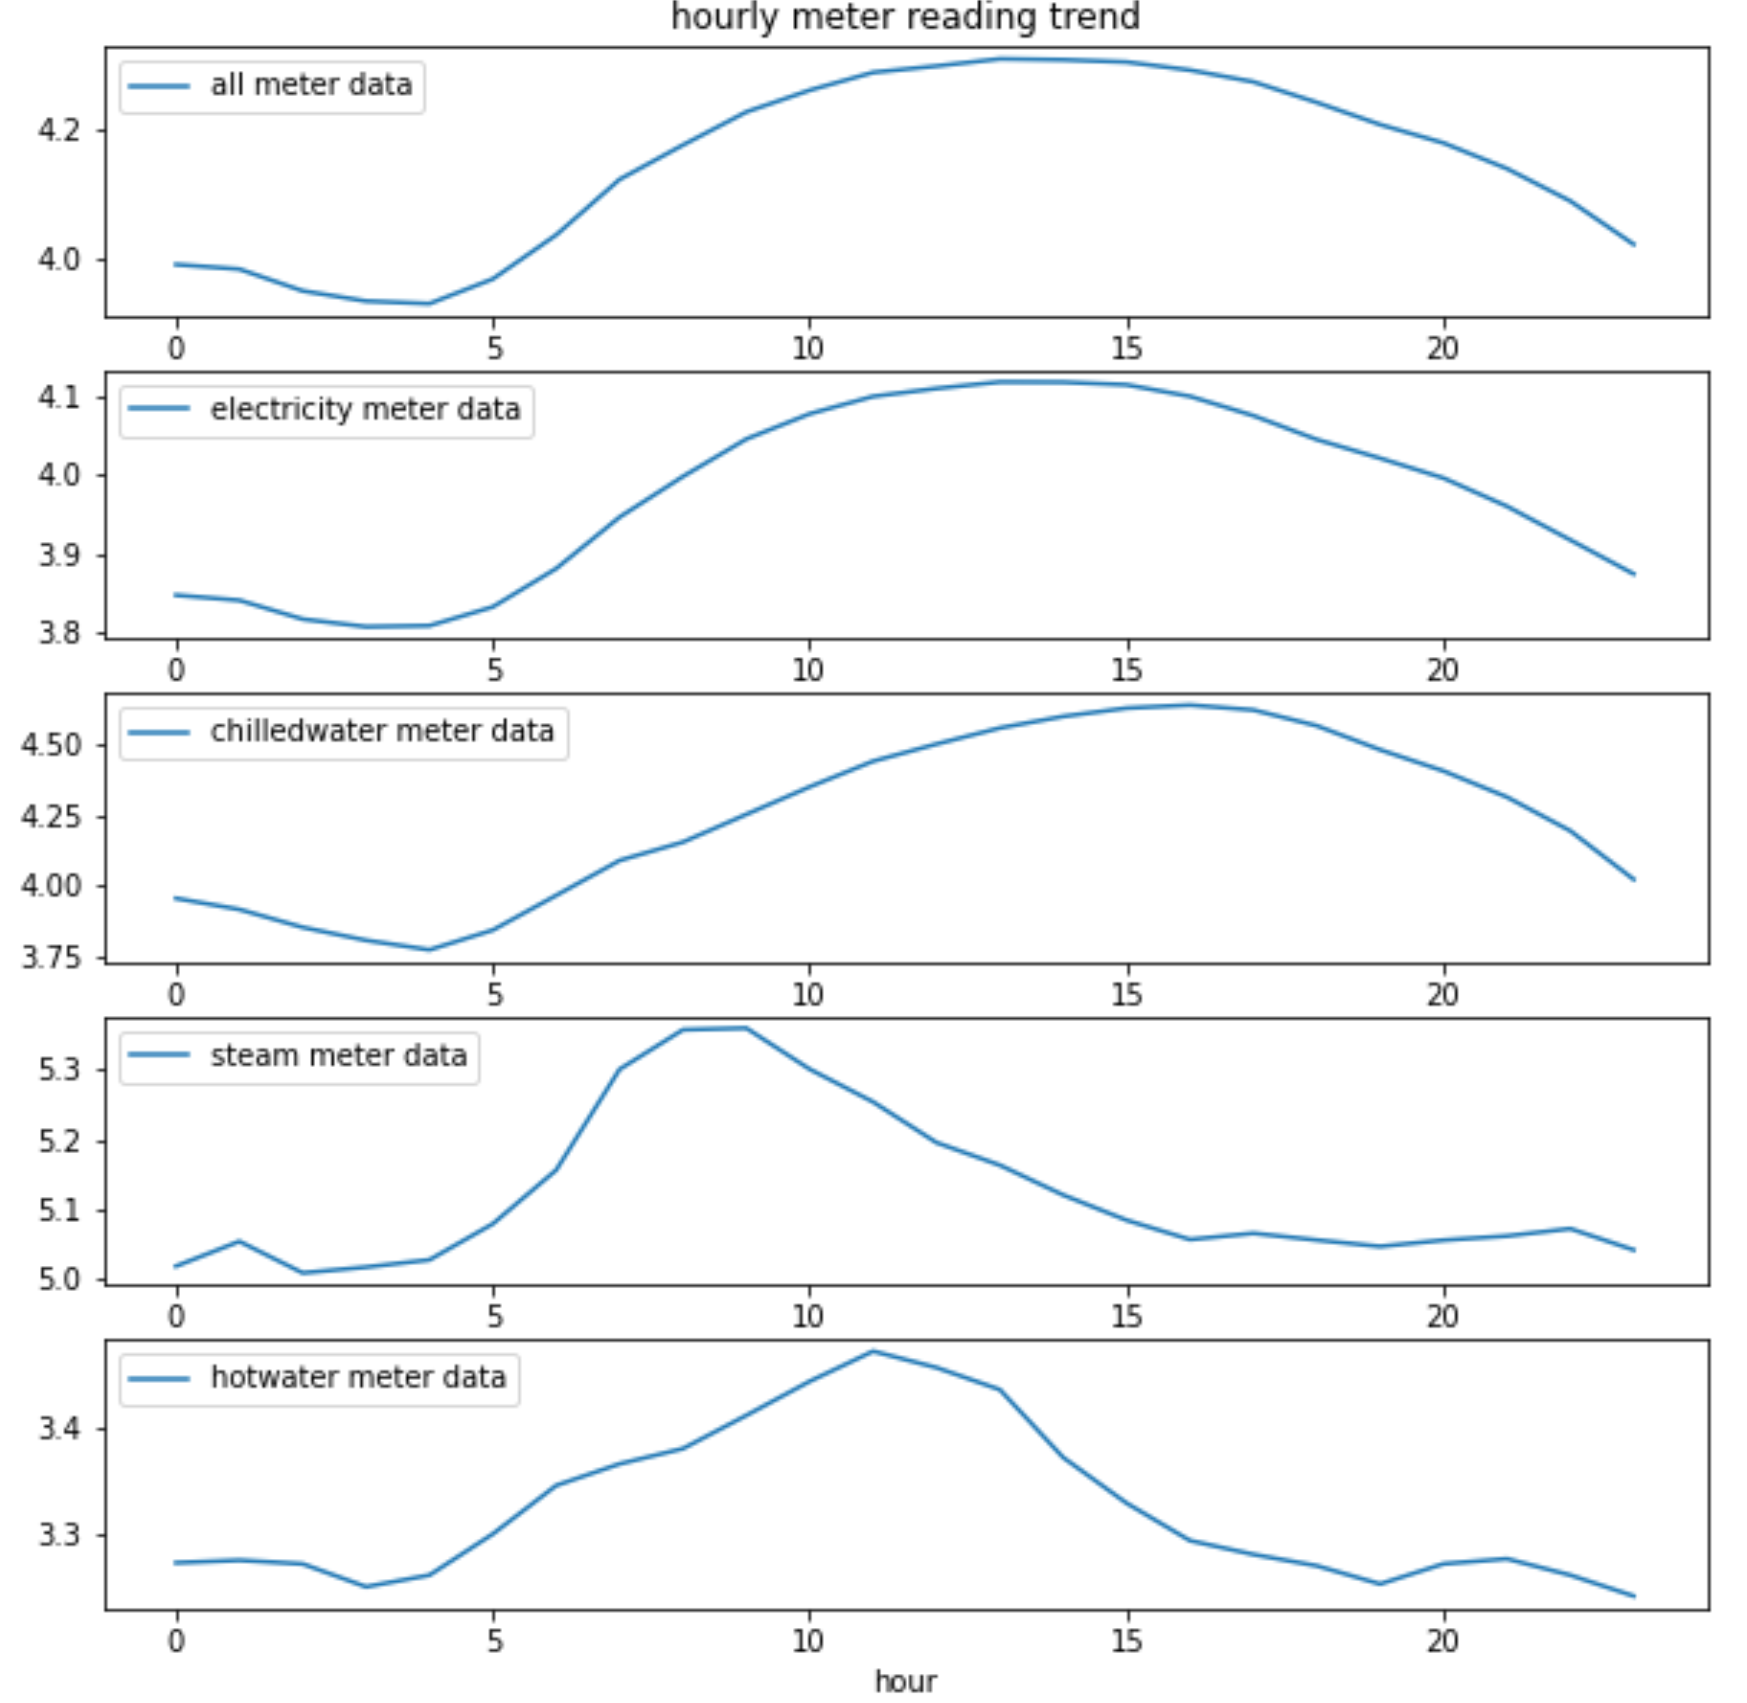 hourly meter reading trend
all meter data
4.2
4.0
0 5 10 15 20
electricity meter data
4.1
4.0
3.9
3.8
0 5 10 15 20
chilledwater meter data
4.50
4.25
4.00
3.75
0 5 10 15 20
steam meter data
5.3
5.2
5.1
5.0
0 5 10 15 20
hotwater meter data
3.4
3.3
0 5 10 15 20
hour